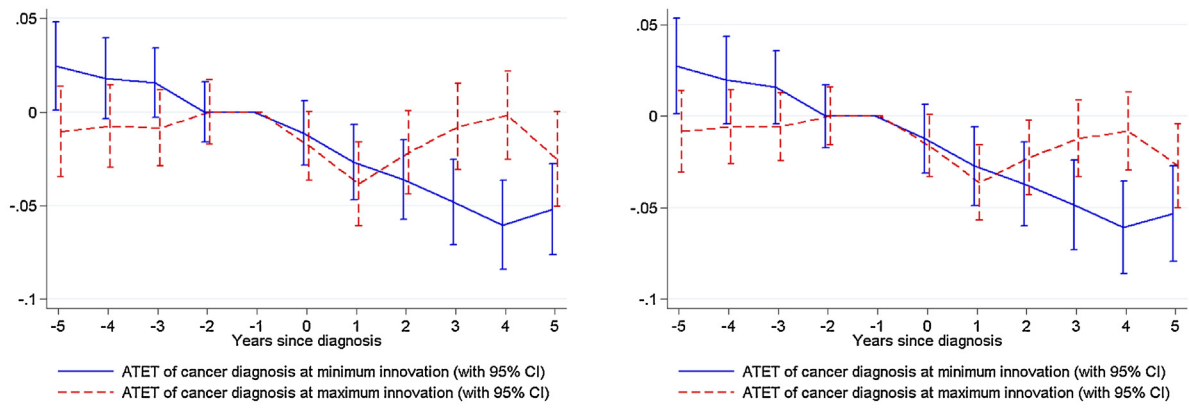 .05
0
-.05
-.1
-5 -4 -3 -2 -1 0 1 2 3 4 5
Years since diagnosis
ATET of cancer diagnosis at minimum innovation (with 95% CI)
ATET of cancer diagnosis at maximum innovation (with 95% CI)
.05
0
-.05
-.1
-5 -4 -3 -2 -1 0 1 2 3 4 5
Years since diagnosis
ATET of cancer diagnosis at minimum innovation (with 95% CI)
ATET of cancer diagnosis at maximum innovation (with 95% CI)